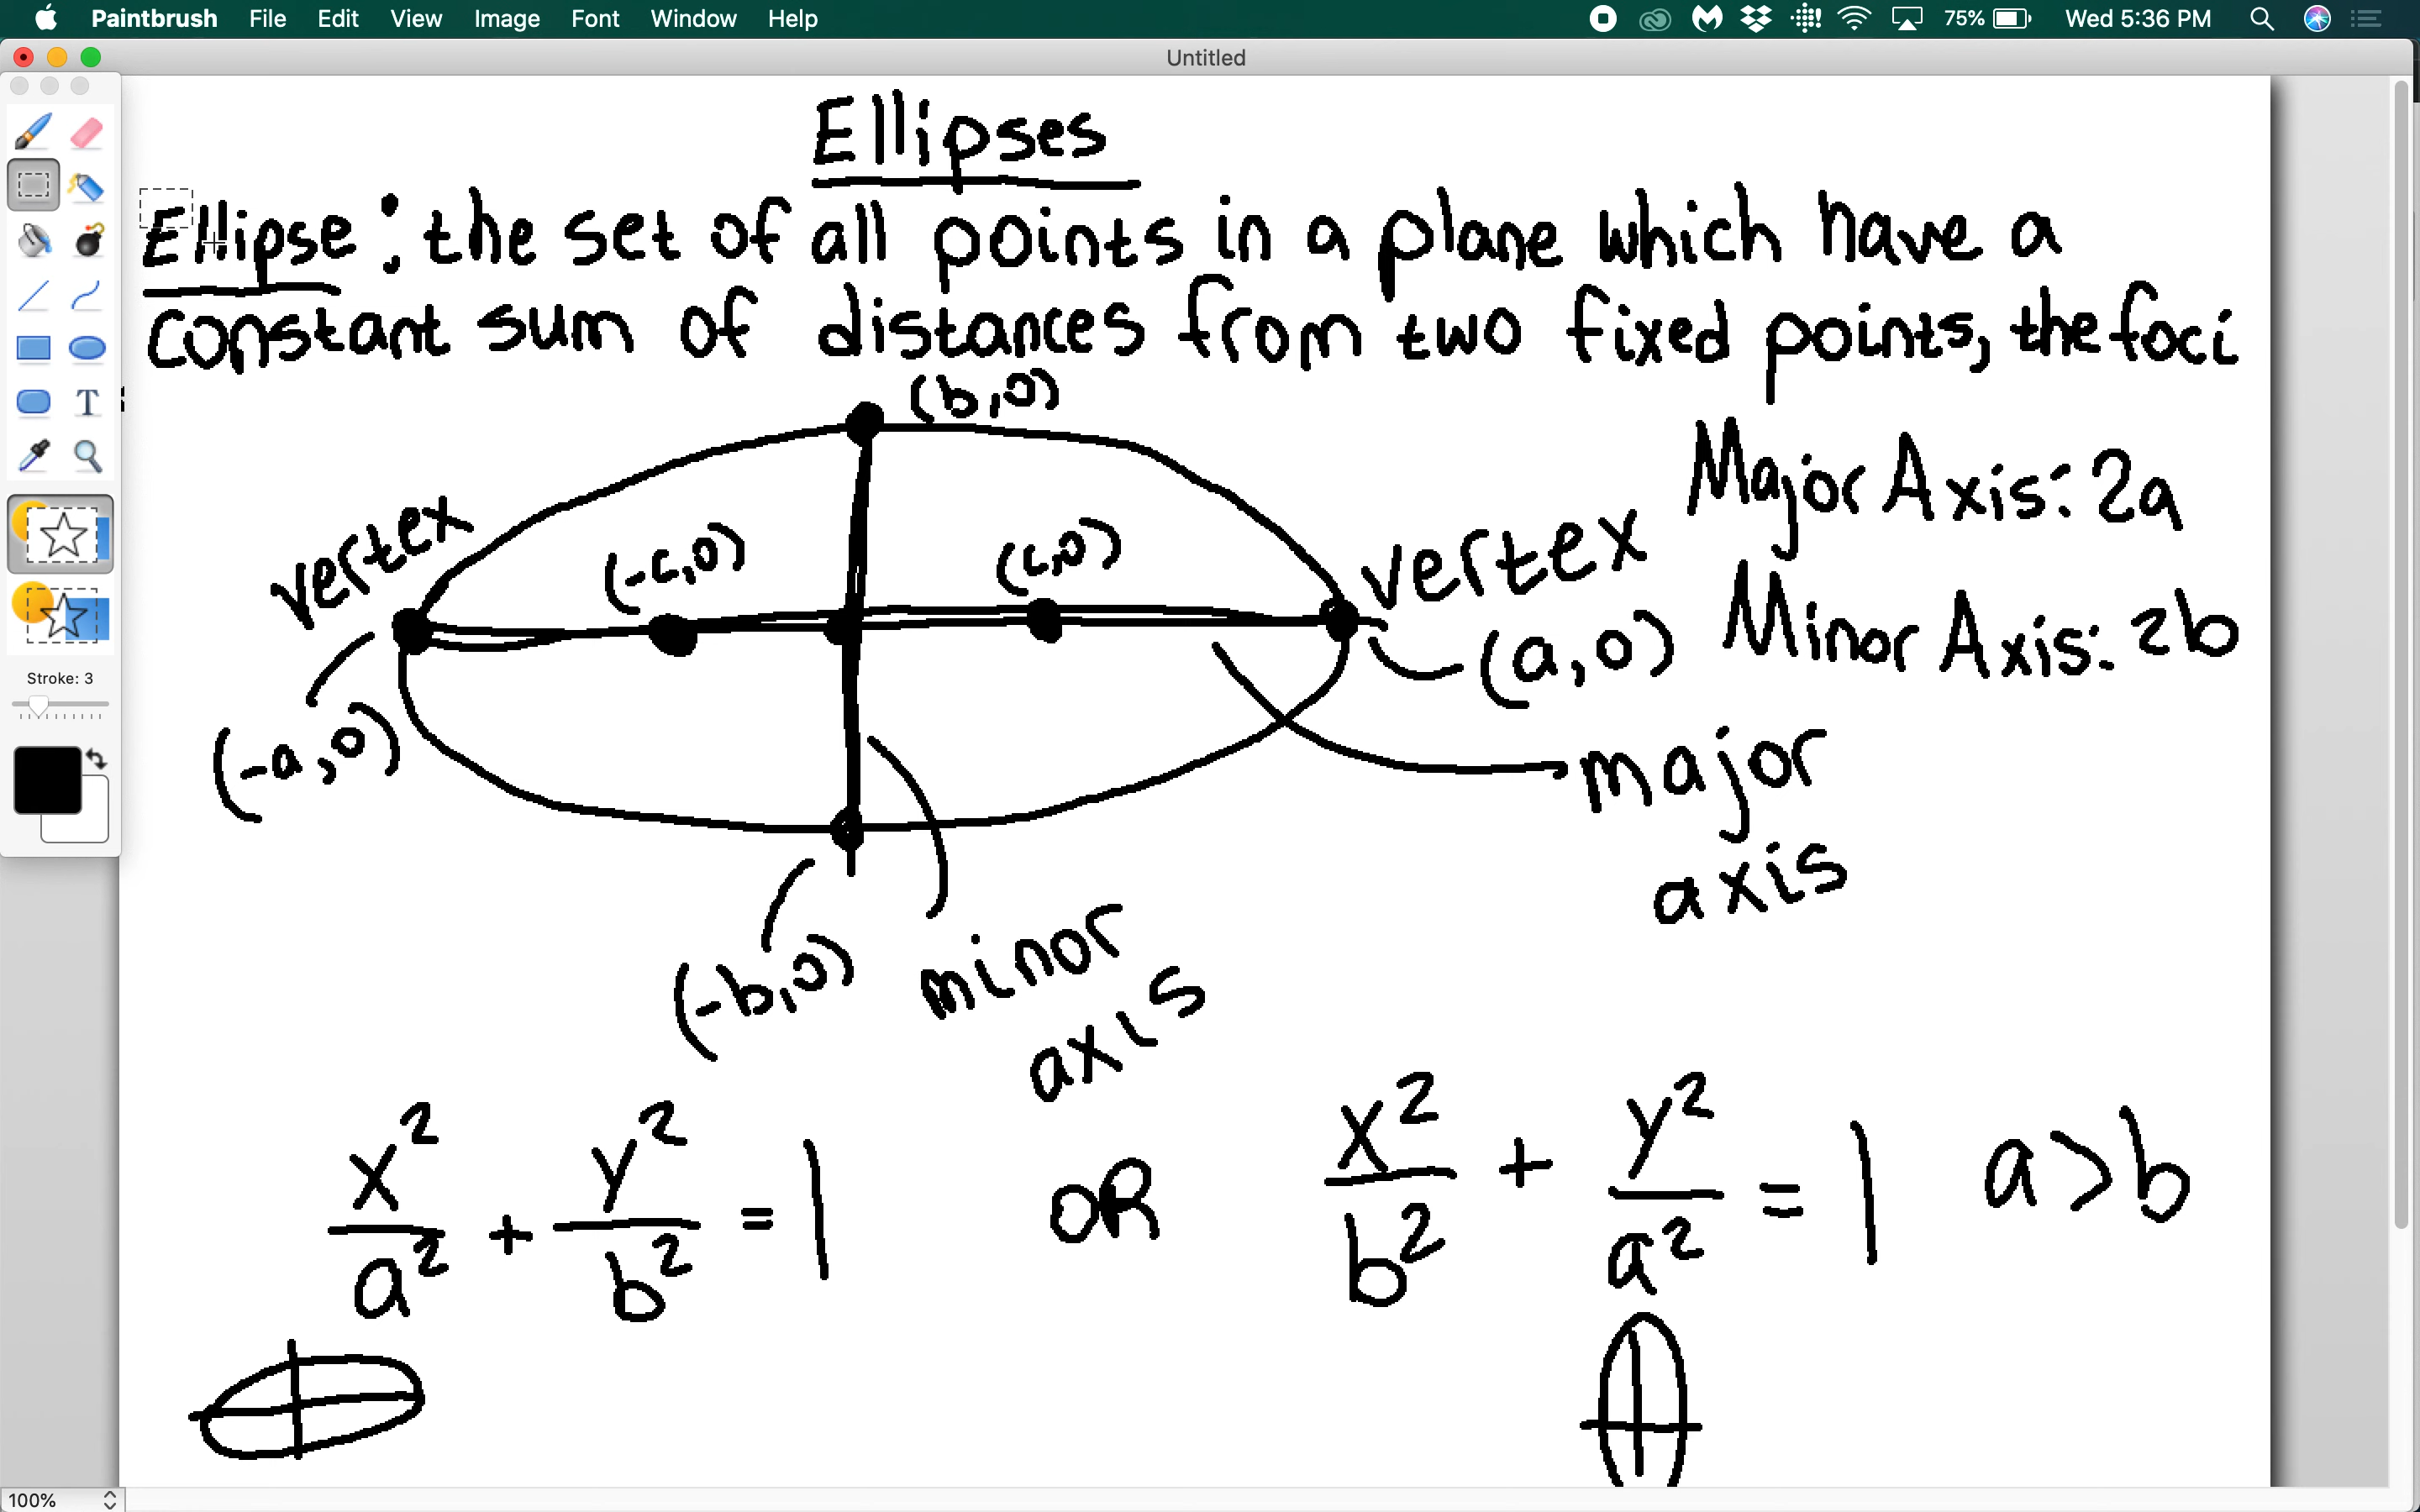 Paintbrush File Edit View Image Font Window Help 75% Wed 5:36 PM
Untitled
Ellipses
Ellipse: the set of all points in a plane which have a
constant sum of distances from two fixed points, the foci
(b,0)
Major Axis: 2a
vertex
(-c,0)
(c,0)
vertex
(a,0)
Minor Axis: 2b
(-a,0)
major
axis
(-b,0)
minor
axis
x²/a² + y²/b² = 1 OR x²/b² + y²/a² = 1 a>b
T
Stroke: 3
100%